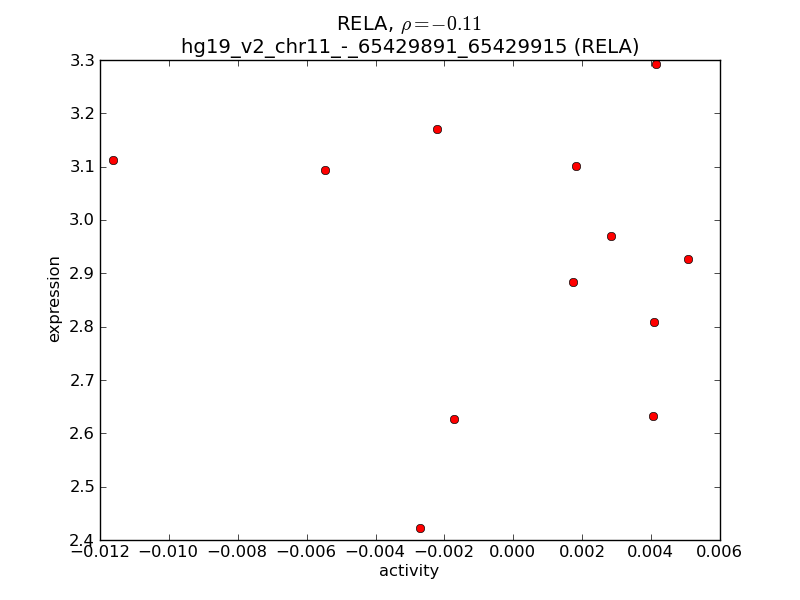 RELA, ρ=−0.11
hg19_v2_chr11_-_65429891_65429915 (RELA)
3.3
3.2
3.1
3.0
2.9
2.8
2.7
2.6
2.5
2.4
expression
−0.012 −0.010 −0.008 −0.006 −0.004 −0.002 0.000 0.002 0.004 0.006
activity